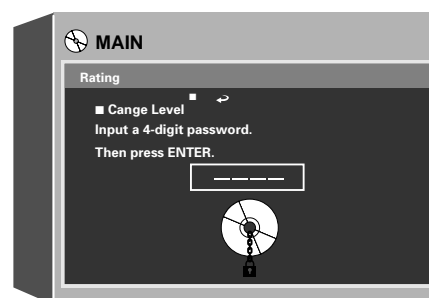 MAIN
Rating
■ Cange Level
Input a 4-digit password.
Then press ENTER.